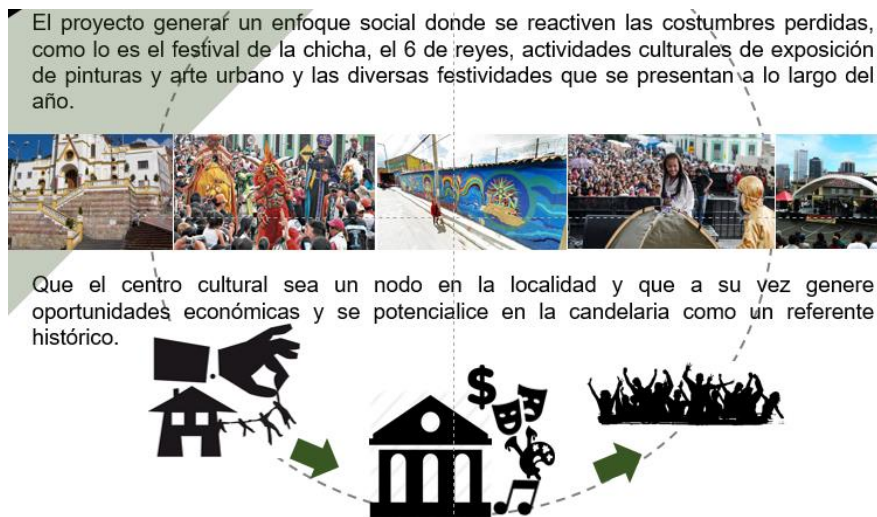 El proyecto generar un enfoque social donde se reactiven las costumbres perdidas,
como lo es el festival de la chicha, el 6 de reyes, actividades culturales de exposición
de pinturas y arte urbano y las diversas festividades que se presentan a lo largo del
año.
Que el centro cultural sea un nodo en la localidad y que a su vez genere
oportunidades económicas y se potencialice en la candelaria como un referente
histórico.
$